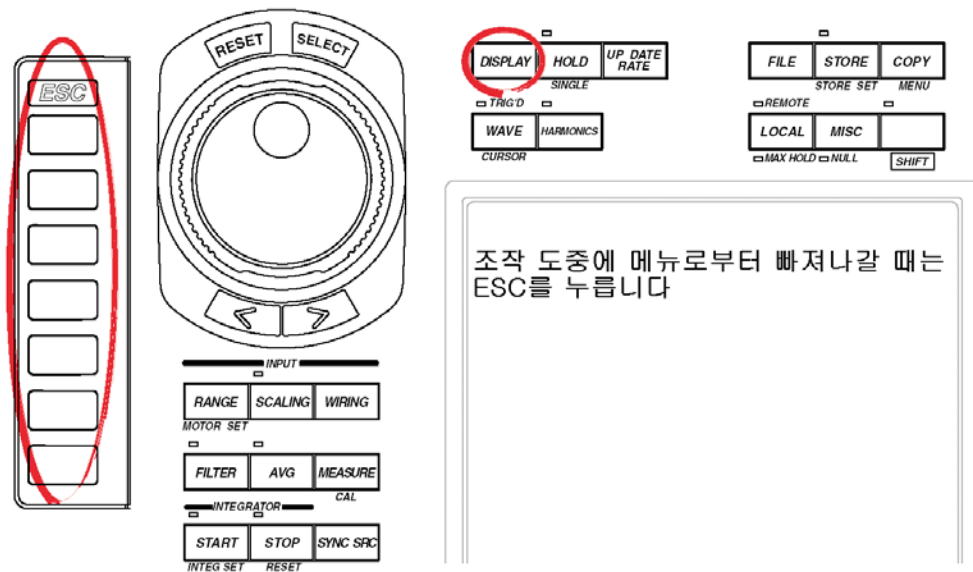 ESC
RESET
SELECT
DISPLAY
HOLD
UP DATE
RATE
SINGLE
TRIG'D
WAVE
HARMONICS
CURSOR
FILE
STORE
COPY
STORE SET
MENU
REMOTE
LOCAL
MISC
MAX HOLD
NULL
SHIFT
조작 도중에 메뉴로부터 빠져나갈 때는
ESC를 누릅니다
INPUT
RANGE
SCALING
WIRING
MOTOR SET
FILTER
AVG
MEASURE
CAL
INTEGRATOR
START
STOP
SYNC SRC
INTEG SET
RESET